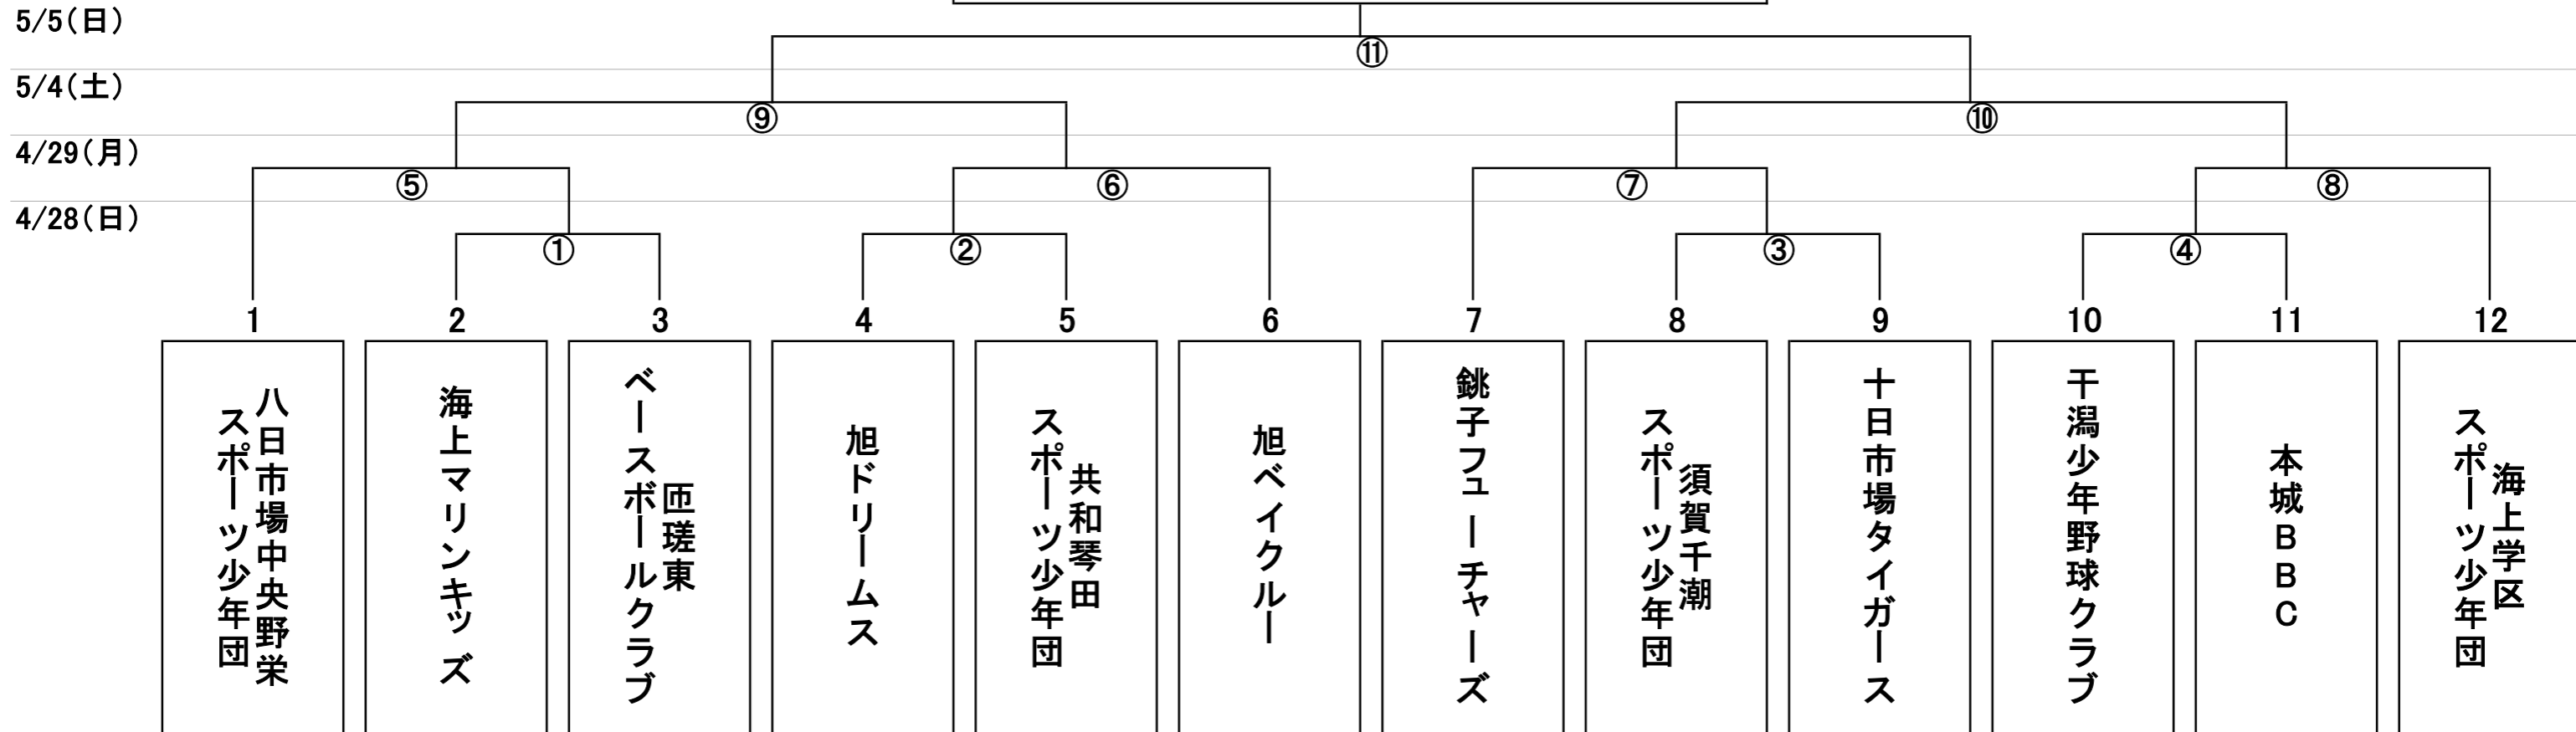 5/5(日)
⑪
5/4(土)
⑨
⑩
4/29(月)
⑤
⑥
⑦
⑧
4/28(日)
①
②
③
④
1
2
3
4
5
6
7
8
9
10
11
12
八日市場中央野栄
スポーツ少年団
海上マリンキッズ
匝瑳東
ベースボールクラブ
旭ドリームス
共和琴田
スポーツ少年団
旭ベイクルー
銚子フューチャーズ
須賀千潮
スポーツ少年団
十日市場タイガース
干潟少年野球クラブ
本城BBC
海上学区
スポーツ少年団